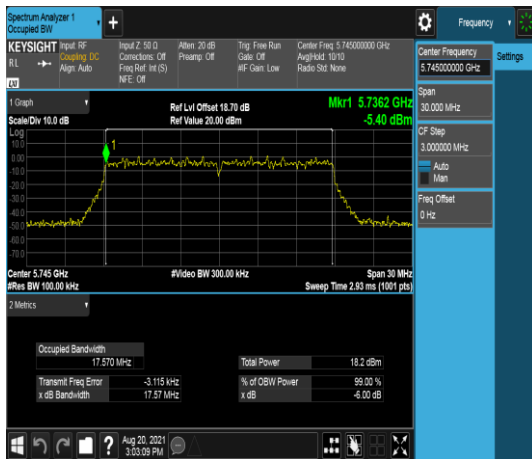 Spectrum Analyzer 1
Occupied BW
Frequency
KEYSIGHT
Input: RF
Input Z: 50 Ω
Atten: 20 dB
Trig: Free Run
Center Freq: 5.745000000 GHz
RL
Coupling: DC
Corrections: Off
Preamp: Off
Gate: Off
Avg|Hold: 10/10
Align: Auto
Freq Ref: Int (S)
#IF Gain: Low
Radio Std: None
NFE: Off
LXI
Center Frequency
5.745000000 GHz
Settings
Span
30.000 MHz
CF Step
3.000000 MHz
Auto
Man
Freq Offset
0 Hz
1 Graph
Ref Lvl Offset 18.70 dB
Mkr1 5.7362 GHz
Scale/Div 10.0 dB
Ref Value 20.00 dBm
-5.40 dBm
Log
10.0
0.00
-10.0
-20.0
-30.0
-40.0
-50.0
-60.0
-70.0
1
Center 5.745 GHz
#Video BW 300.00 kHz
Span 30 MHz
#Res BW 100.00 kHz
Sweep Time 2.93 ms (1001 pts)
2 Metrics
Occupied Bandwidth
17.570 MHz
Total Power
18.2 dBm
Transmit Freq Error
-3.115 kHz
% of OBW Power
99.00 %
x dB Bandwidth
17.57 MHz
x dB
-6.00 dB
Aug 20, 2021
3:03:09 PM